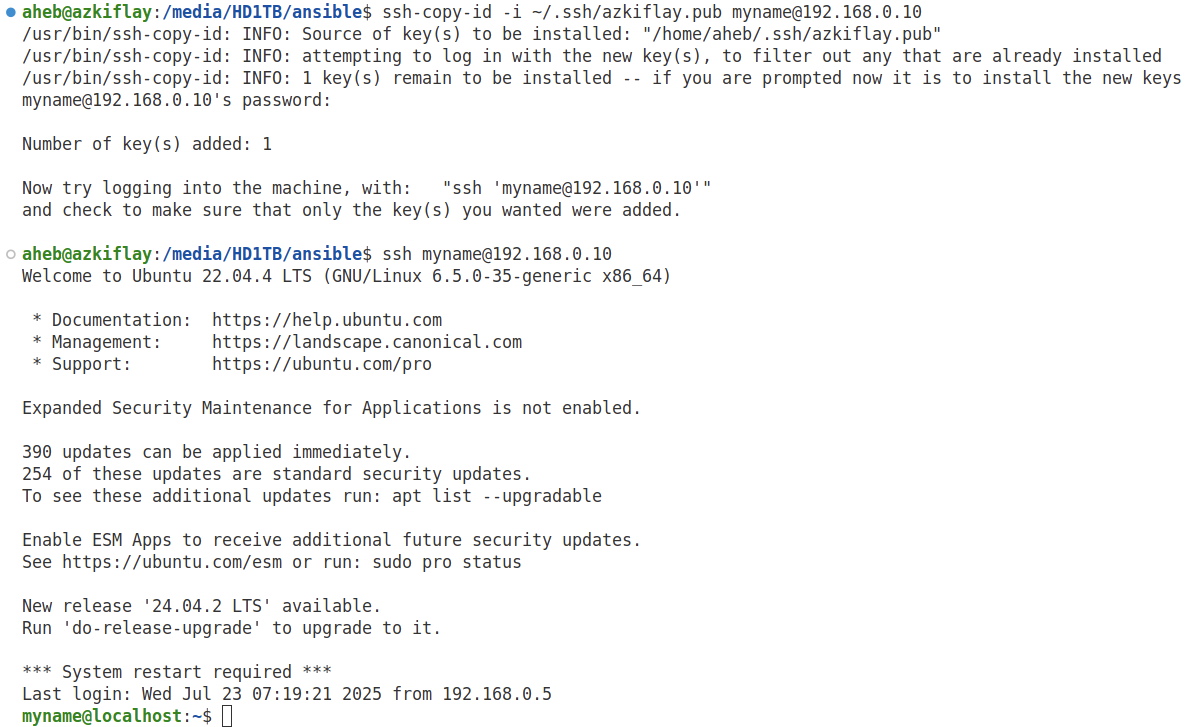 aheb@azkiflay:/media/HD1TB/ansible$ ssh-copy-id -i ~/.ssh/azkiflay.pub myname@192.168.0.10
/usr/bin/ssh-copy-id: INFO: Source of key(s) to be installed: "/home/aheb/.ssh/azkiflay.pub"
/usr/bin/ssh-copy-id: INFO: attempting to log in with the new key(s), to filter out any that are already installed
/usr/bin/ssh-copy-id: INFO: 1 key(s) remain to be installed -- if you are prompted now it is to install the new keys
myname@192.168.0.10's password:
Number of key(s) added: 1
Now try logging into the machine, with:   "ssh 'myname@192.168.0.10'"
and check to make sure that only the key(s) you wanted were added.
aheb@azkiflay:/media/HD1TB/ansible$ ssh myname@192.168.0.10
Welcome to Ubuntu 22.04.4 LTS (GNU/Linux 6.5.0-35-generic x86_64)
 * Documentation:  https://help.ubuntu.com
 * Management:     https://landscape.canonical.com
 * Support:        https://ubuntu.com/pro
Expanded Security Maintenance for Applications is not enabled.
390 updates can be applied immediately.
254 of these updates are standard security updates.
To see these additional updates run: apt list --upgradable
Enable ESM Apps to receive additional future security updates.
See https://ubuntu.com/esm or run: sudo pro status
New release '24.04.2 LTS' available.
Run 'do-release-upgrade' to upgrade to it.
*** System restart required ***
Last login: Wed Jul 23 07:19:21 2025 from 192.168.0.5
myname@localhost:~$